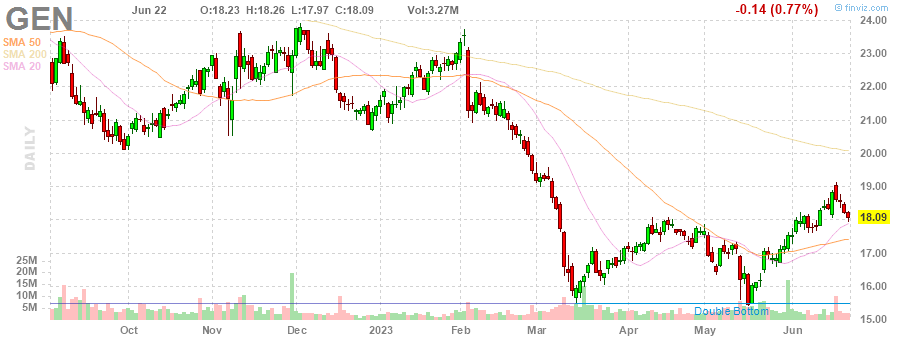 GEN
Jun 22 O:18.23 H:18.26 L:17.97 C:18.09 Vol:3.27M -0.14 (0.77%) © finviz.com
SMA 50
SMA 200
SMA 20
DAILY
24.00
23.00
22.00
21.00
20.00
19.00
18.09
17.00
16.00
15.00
25M
20M
15M
10M
5M
Double Bottom
Oct Nov Dec 2023 Feb Mar Apr May Jun